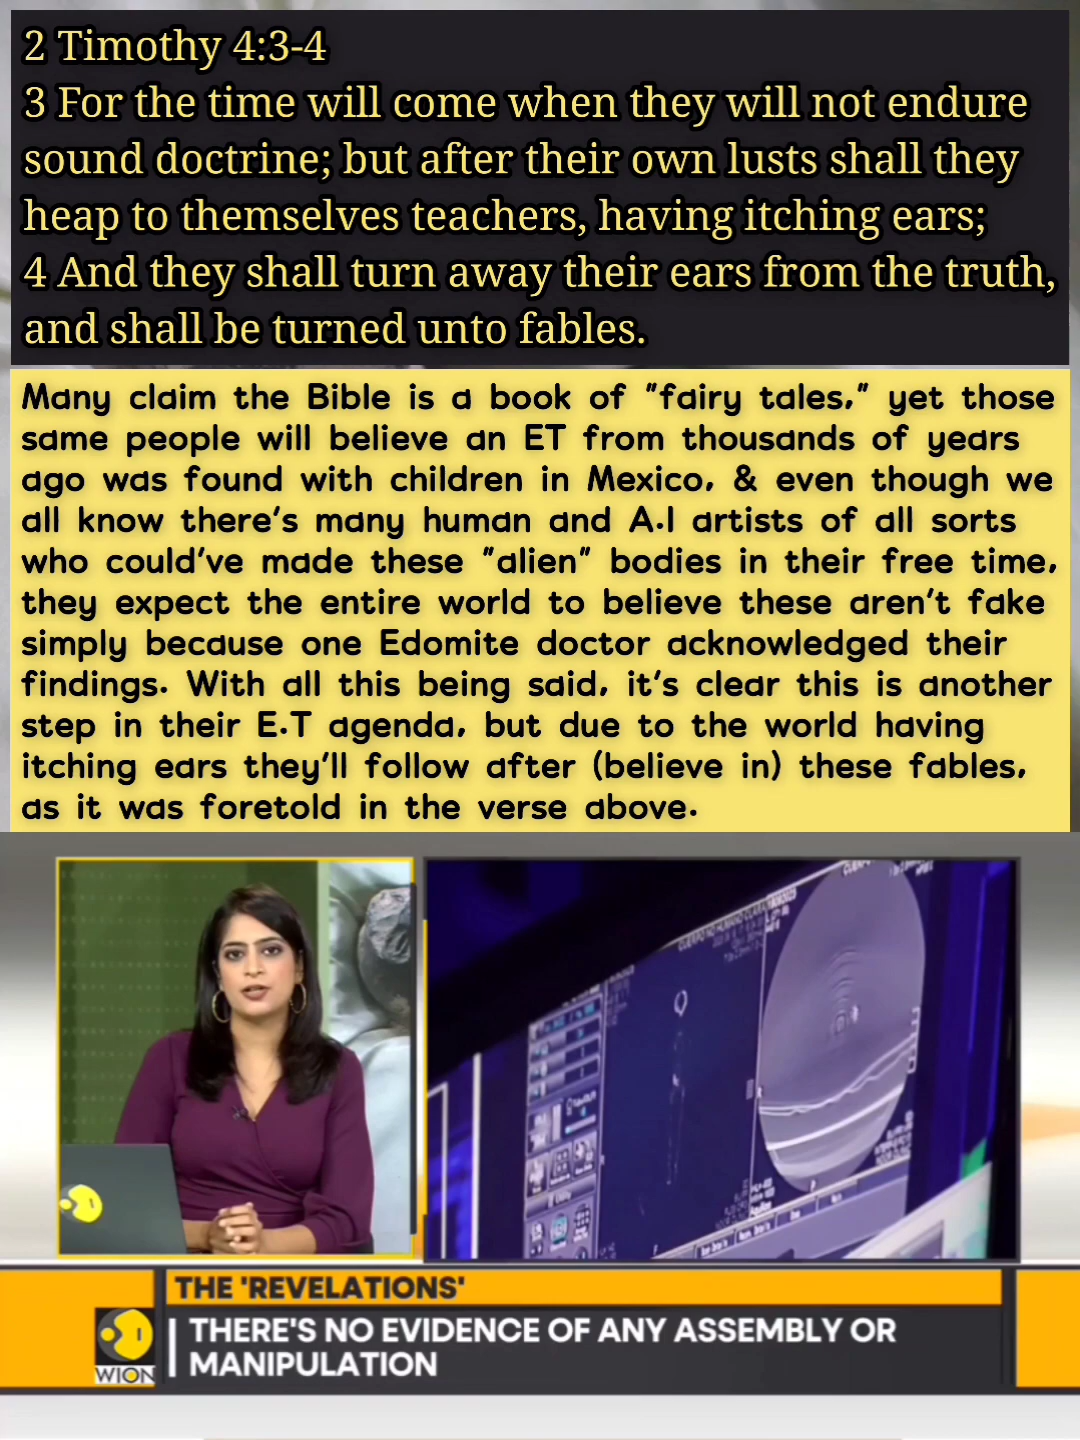 2 Timothy 4:3-4
3 For the time will come when they will not endure
sound doctrine; but after their own lusts shall they
heap to themselves teachers, having itching ears;
4 And they shall turn away their ears from the truth,
and shall be turned unto fables.
Many claim the Bible is a book of "fairy tales," yet those
same people will believe an ET from thousands of years
ago was found with children in Mexico, & even though we
all know there's many human and A.I artists of all sorts
who could've made these "alien" bodies in their free time,
they expect the entire world to believe these aren't fake
simply because one Edomite doctor acknowledged their
findings. With all this being said, it's clear this is another
step in their E.T agenda, but due to the world having
itching ears they'll follow after (believe in) these fables,
as it was foretold in the verse above.
THE 'REVELATIONS'
THERE'S NO EVIDENCE OF ANY ASSEMBLY OR
MANIPULATION
WION